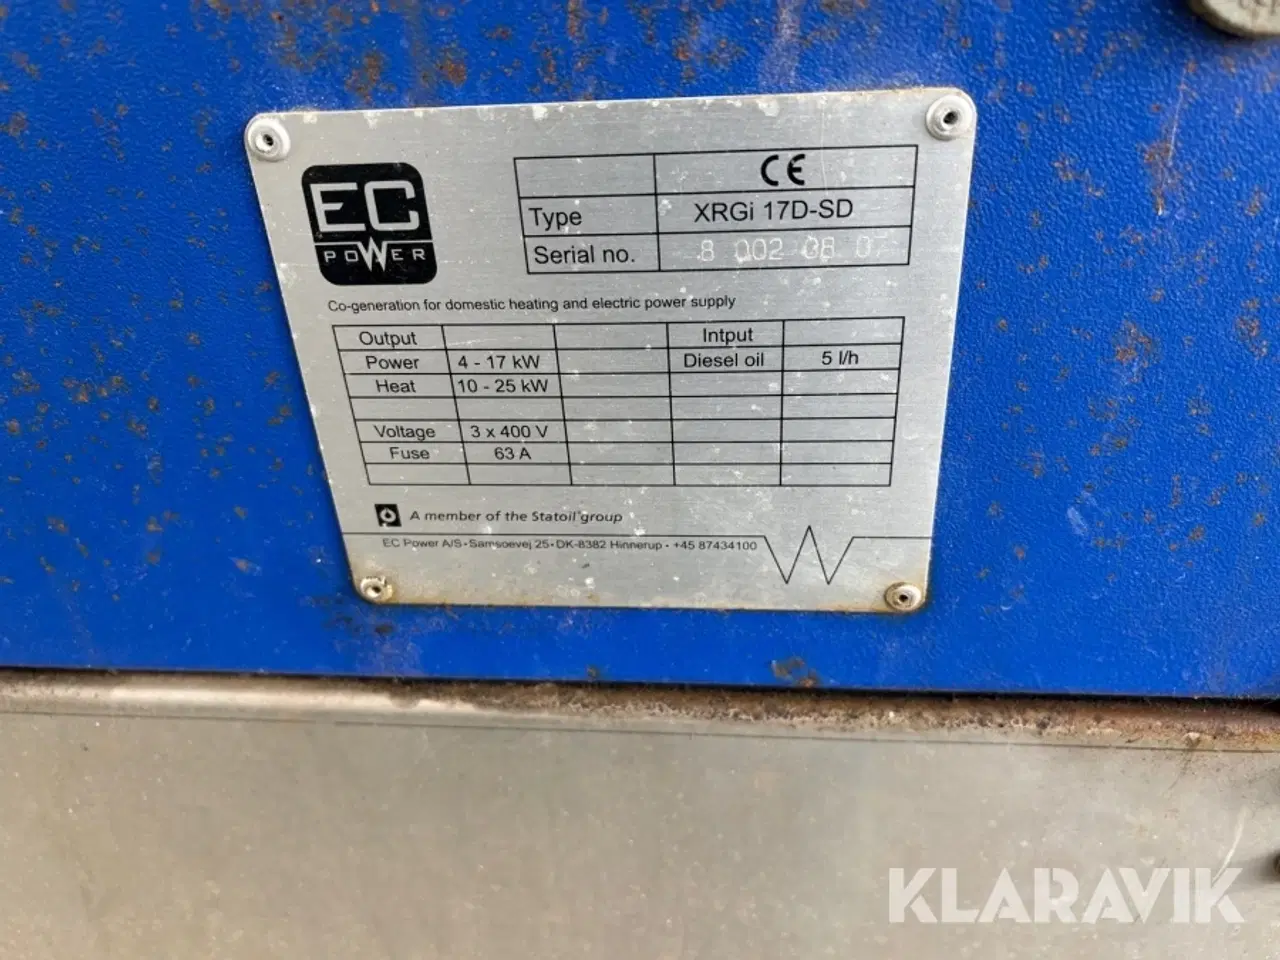 EC
POWER
CE
Type XRGi 17D-SD
Serial no. 8 002 08 07
Co-generation for domestic heating and electric power supply
Output Intput
Power 4 - 17 kW Diesel oil 5 l/h
Heat 10 - 25 kW
Voltage 3 x 400 V
Fuse 63 A
A member of the Statoil group
EC Power A/S • Samsoevej 25 • DK-8382 Hinnerup • +45 87434100
KLARAVIK